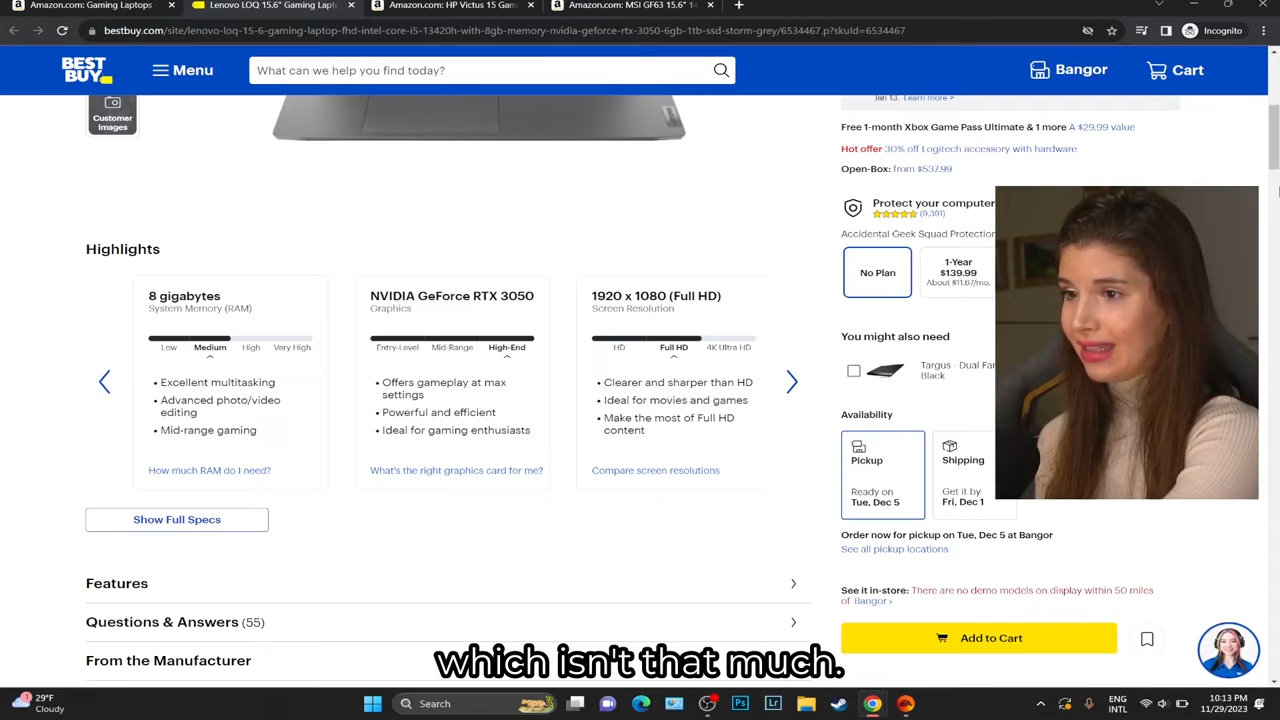 Amazon.com: Gaming Laptops -
Lenovo LOQ 15.6" Gaming Lapto
Amazon.com: HP Victus 15 Gami
Amazon.com: MSI GF63 15.6" 14
bestbuy.com/site/lenovo-loq-15-6-gaming-laptop-fhd-intel-core-i5-13420h-with-8gb-memory-nvidia-geforce-rtx-3050-6gb-1tb-ssd-storm-grey/6534467.p?skuId=6534467
Incognito
BEST BUY
Menu
What can we help you find today?
Bangor
Cart
Customer Images
Jan 13. Learn more >
Free 1-month Xbox Game Pass Ultimate & 1 more A $29.99 value
Hot offer 30% off Logitech accessory with hardware
Open-Box: from $537.99
Protect your computer
(9,391)
Accidental Geek Squad Protection
No Plan
1-Year
$139.99
About $11.67/mo.
Highlights
8 gigabytes
System Memory (RAM)
Low Medium High Very High
• Excellent multitasking
• Advanced photo/video
editing
• Mid-range gaming
How much RAM do I need?
NVIDIA GeForce RTX 3050
Graphics
Entry-Level Mid-Range High-End
• Offers gameplay at max
settings
• Powerful and efficient
• Ideal for gaming enthusiasts
What's the right graphics card for me?
1920 x 1080 (Full HD)
Screen Resolution
HD Full HD 4K Ultra HD
• Clearer and sharper than HD
• Ideal for movies and games
• Make the most of Full HD
content
Compare screen resolutions
You might also need
Targus - Dual Fan
Black
Availability
Pickup
Ready on
Tue, Dec 5
Shipping
Get it by
Fri, Dec 1
Order now for pickup on Tue, Dec 5 at Bangor
See all pickup locations
See it in-store: There are no demo models on display within 50 miles
of Bangor >
Add to Cart
Show Full Specs
Features
Questions & Answers (55)
From the Manufacturer
which isn't that much.
29°F
Cloudy
Search
Ps
Lr
EA
ENG
INTL
10:13 PM
11/29/2023